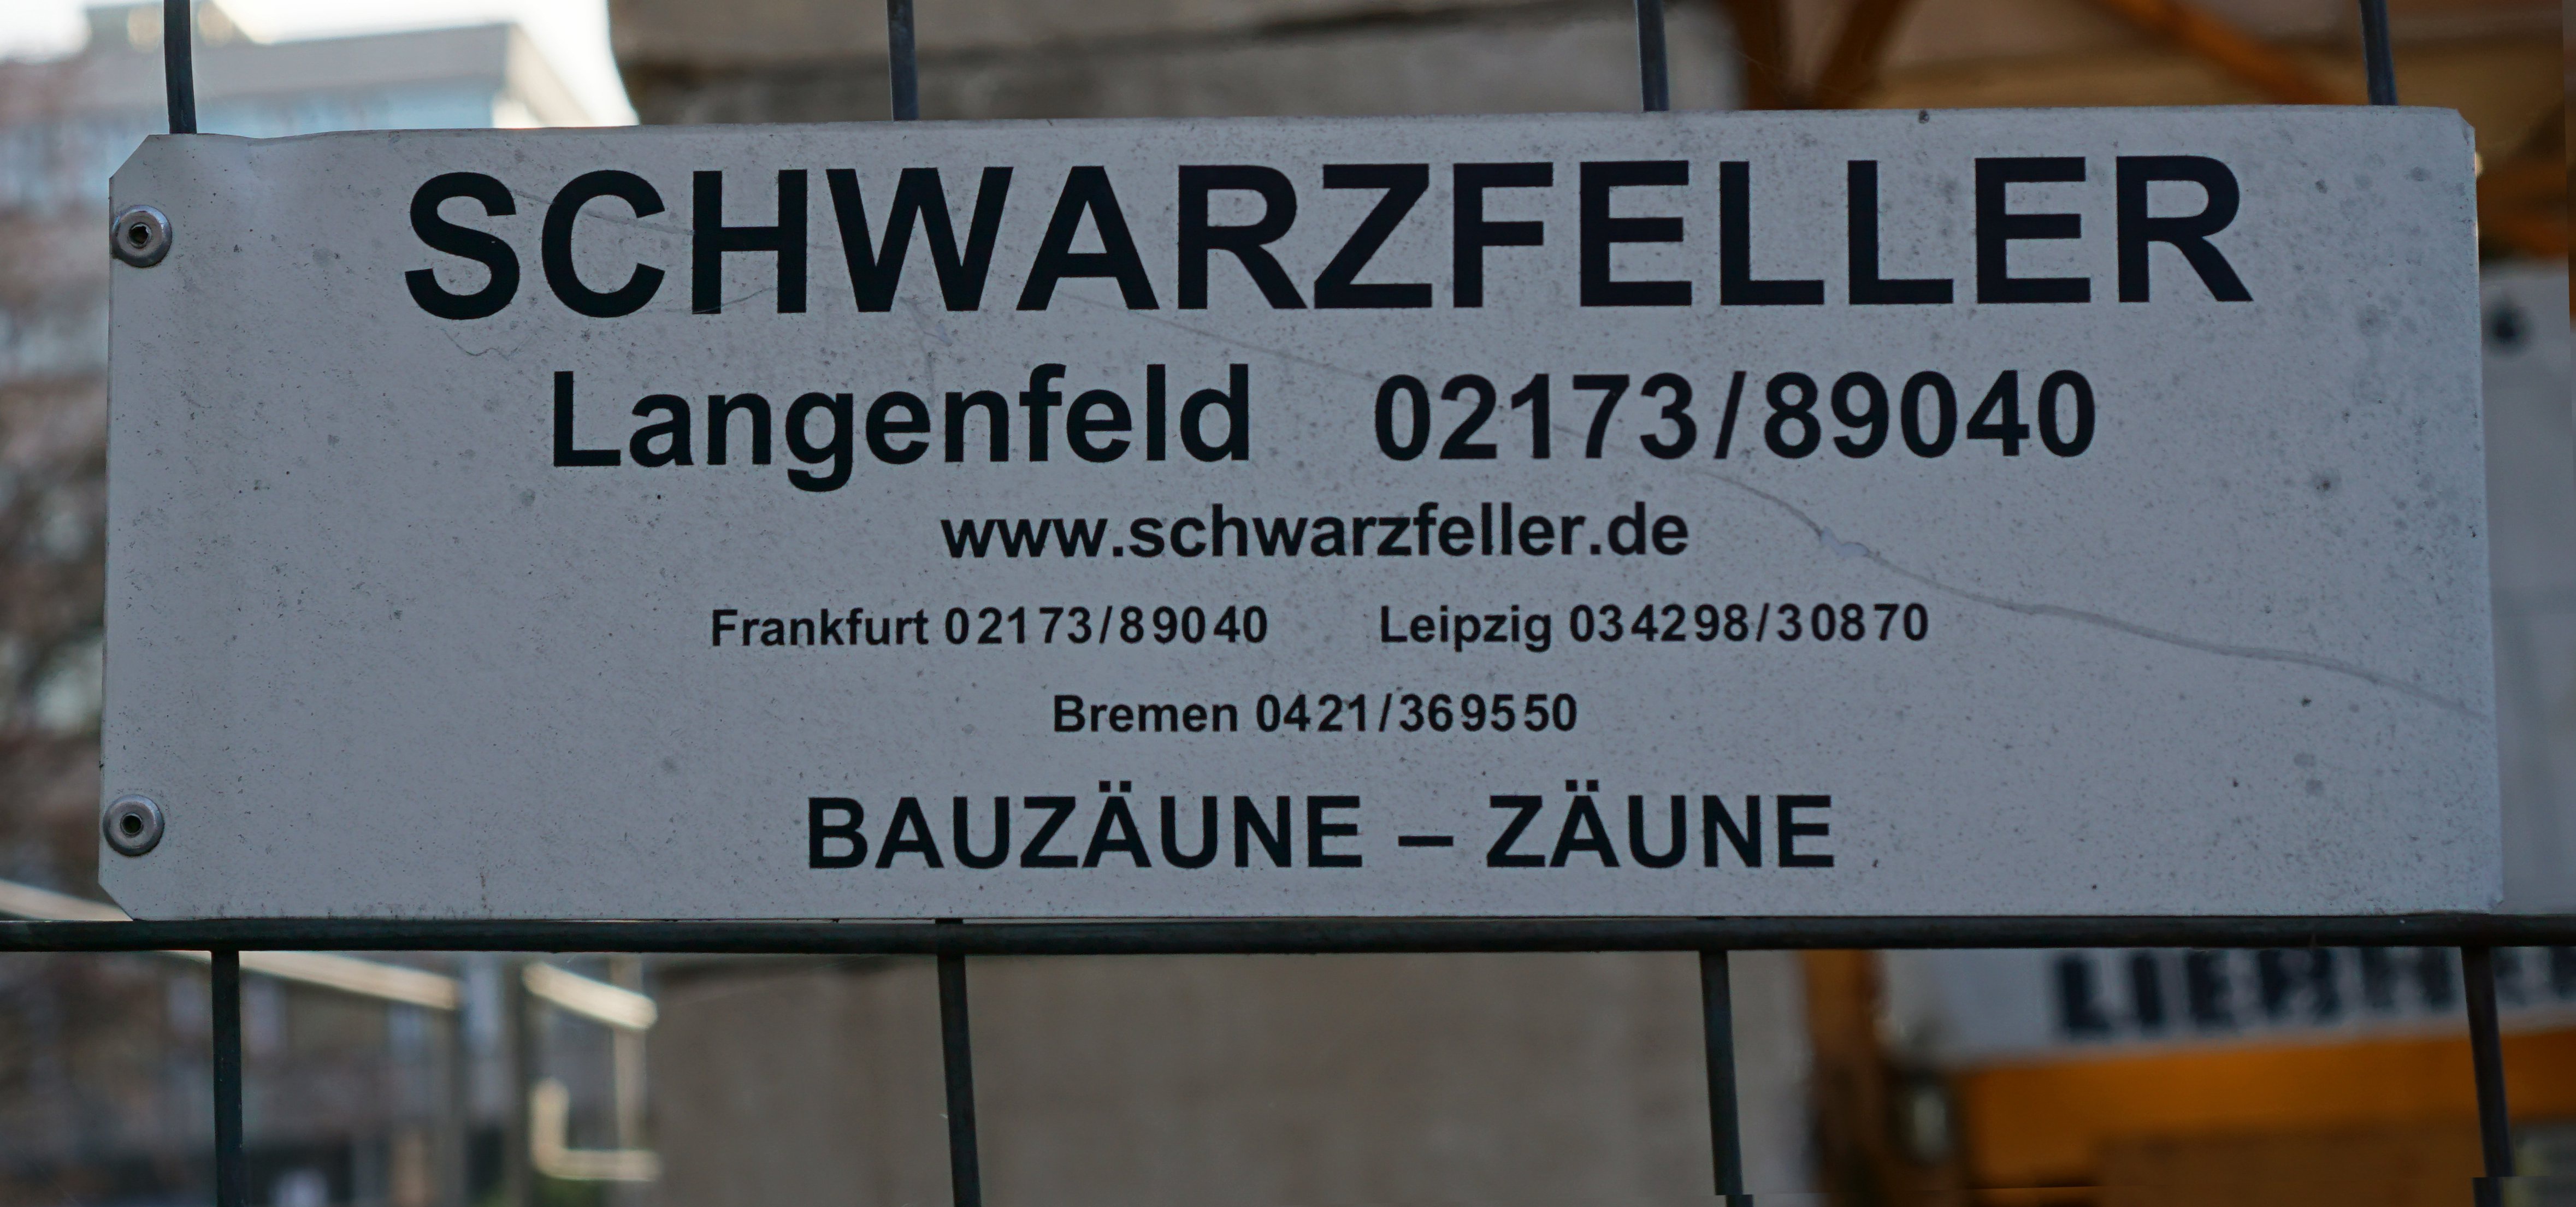 SCHWARZFELLER
Langenfeld 02173/89040
www.schwarzfeller.de
Frankfurt 02173/89040 Leipzig 034298/30870
Bremen 0421/369550
BAUZÄUNE – ZÄUNE